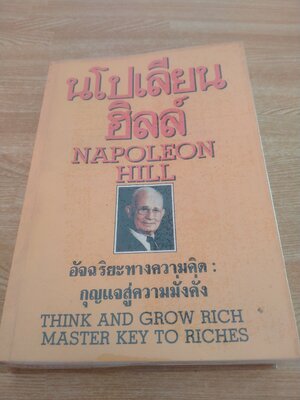 นโปเลียน
ฮิลล์
NAPOLEON
HILL
อัจฉริยะทางความคิด :
กุญแจสู่ความมั่งคั่ง
THINK AND GROW RICH
MASTER KEY TO RICHES